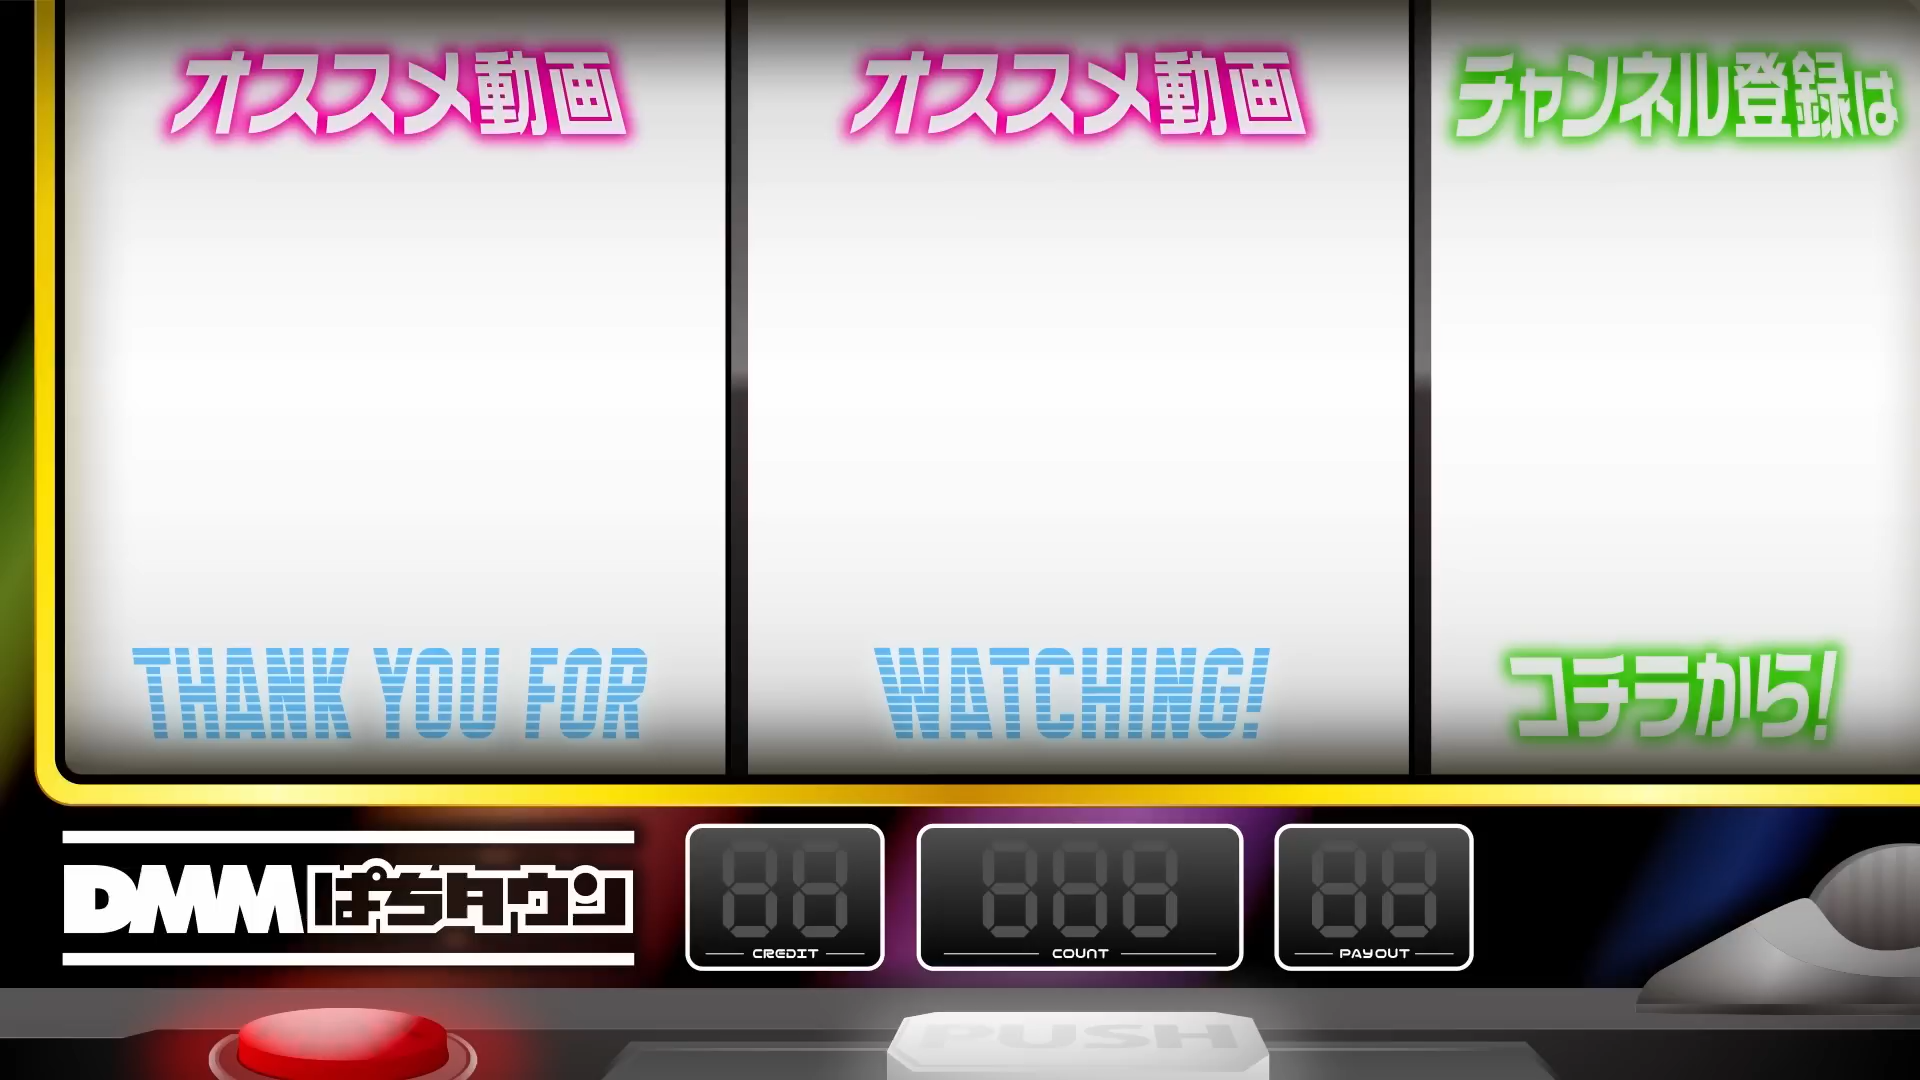 オススメ動画
オススメ動画
チャンネル登録は
THANK YOU FOR
WATCHING!
コチラから!
DMMぱちタウン
CREDIT
COUNT
PAYOUT
PUSH